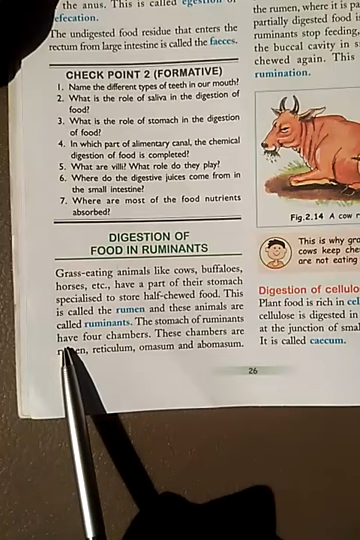 the anus. This is called egestion or
defecation.
The undigested food residue that enters the
rectum from large intestine is called the faeces.
CHECK POINT 2 (FORMATIVE)
1. Name the different types of teeth in our mouth?
2. What is the role of saliva in the digestion of
food?
3. What is the role of stomach in the digestion
of food?
4. In which part of alimentary canal, the chemical
digestion of food is completed?
5. What are villi? What role do they play?
6. Where do the digestive juices come from in
the small intestine?
7. Where are most of the food nutrients
absorbed?
DIGESTION OF
FOOD IN RUMINANTS
Grass-eating animals like cows, buffaloes,
horses, etc., have a part of their stomach
specialised to store half-chewed food. This
is called the rumen and these animals are
called ruminants. The stomach of ruminants
have four chambers. These chambers are
reticulum, omasum and abomasum.
the rumen, where it is
partially digested food is
ruminants stop feeding,
the buccal cavity in
chewed again. This
rumination.
Fig.2.14 A cow
This is why
cows keep
are not eating
Digestion of
Plant food is rich in
cellulose is digested in
at the junction of
It is called caecum.
26